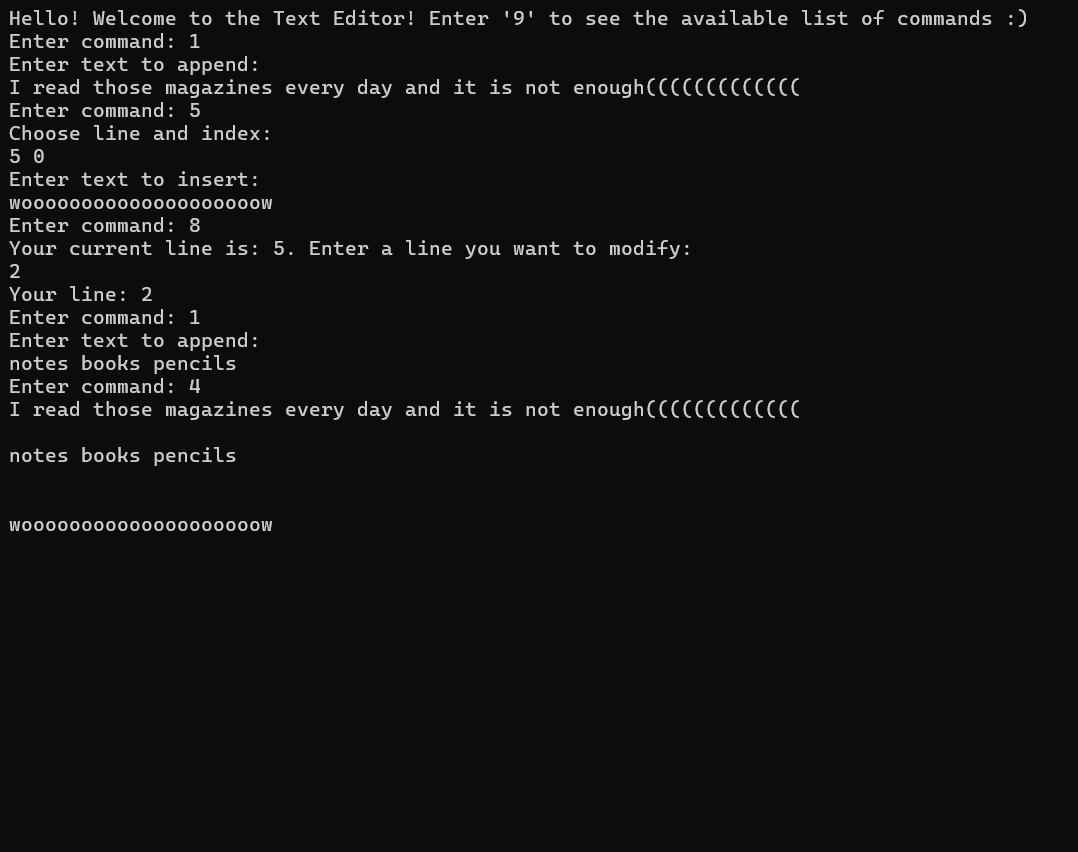 Hello! Welcome to the Text Editor! Enter '9' to see the available list of commands :)
Enter command: 1
Enter text to append:
I read those magazines every day and it is not enough(((((((((((((
Enter command: 5
Choose line and index:
5 0
Enter text to insert:
woooooooooooooooooooow
Enter command: 8
Your current line is: 5. Enter a line you want to modify:
2
Your line: 2
Enter command: 1
Enter text to append:
notes books pencils
Enter command: 4
I read those magazines every day and it is not enough(((((((((((((
notes books pencils
woooooooooooooooooooow